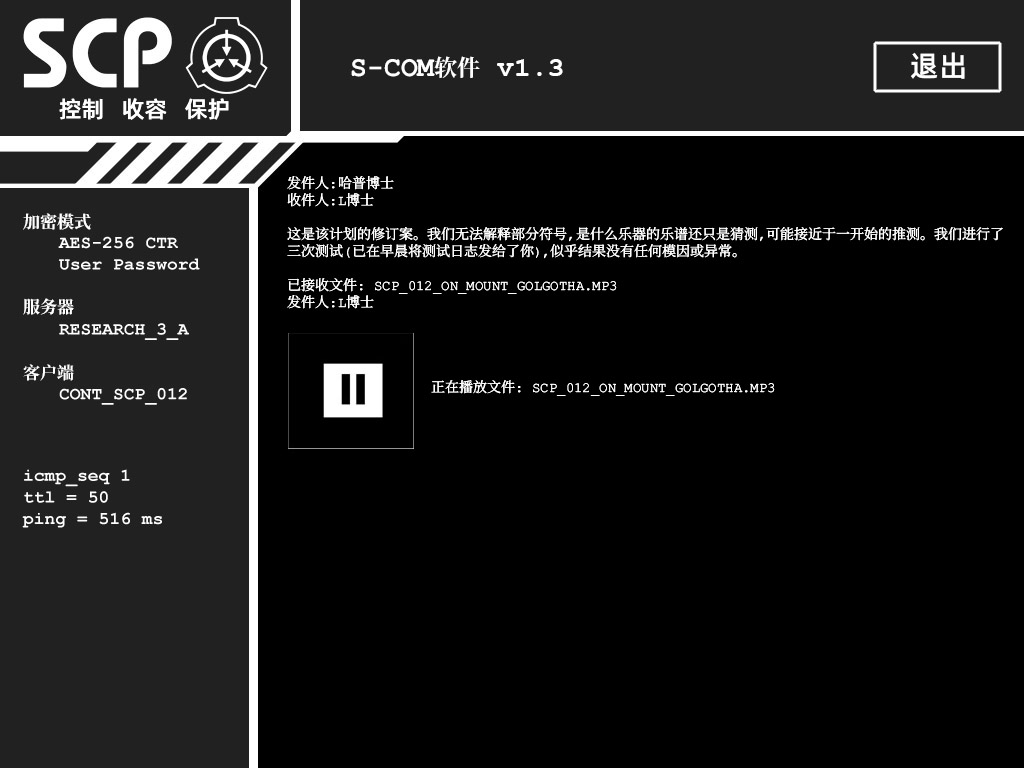 SCP
控制 收容 保护
S-COM软件 v1.3
退出
加密模式
AES-256 CTR
User Password
服务器
RESEARCH_3_A
客户端
CONT_SCP_012
icmp_seq 1
ttl = 50
ping = 516 ms
发件人:哈普博士
收件人:L博士
这是该计划的修订案。我们无法解释部分符号,是什么乐器的乐谱还只是猜测,可能接近于一开始的推测。我们进行了
三次测试(已在早晨将测试日志发给了你),似乎结果没有任何模因或异常。
已接收文件: SCP_012_ON_MOUNT_GOLGOTHA.MP3
发件人:L博士
正在播放文件: SCP_012_ON_MOUNT_GOLGOTHA.MP3